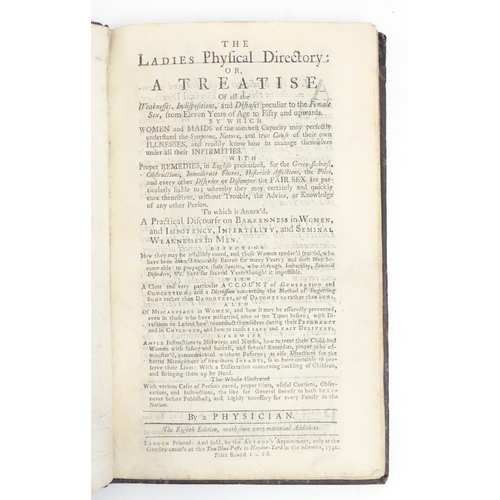 THE
LADIES Physical Directory:
OR,
A TREATISE
Of all the
Weaknesses, Indispositions, and Diseases peculiar to the Female
Sex, from Eleven Years of Age to Fifty and upwards.
BY WHICH
WOMEN and MAIDS of the meanest Capacity may perfectly
understand the Symptoms, Nature, and true Cause of their own
ILLNESSES, and readily know how to manage themselves
under all their INFIRMITIES.
WITH
Proper REMEDIES, in English prescribed, for the Green-sickness,
Obstructions, Immoderate Fluxes, Hysterick Affections, the Piles,
and every other Disorder or Distemper the FAIR SEX are par-
ticularly liable to; whereby they may certainly and quickly
cure themselves, without Trouble, the Advice, or Knowledge
of any other Person.
To which is Annex'd,
A Practical Discourse on BARRENNESS in WOMEN,
and IMPOTENCY, INFERTILITY, and SEMINAL
WEAKNESSES in MEN.
DIRECTING
How they may be assuredly cured, and those Women render'd fruitful, who
have been deem'd incurably Barren for many Years; and such Men be-
come able to propagate their Species, who through Imbecility, Seminal
Disorders, &c. have for several Years thought it impossible.
WITH
A Clear and very particular ACCOUNT of GENERATION and
CONCEPTION; and a Digression concerning the Method of Begetting
SONS rather than DAUGHTERS, or of DAUGHTERS rather than SONS.
ALSO
Of MISCARRIAGE in WOMEN, and how it may be assuredly prevented,
even in those who have miscarried nine or ten Times before; with Di-
rections to Ladies how to conduct themselves during their PREGNANCY
and in CHILD-BED, and how to cause SAFE and EASY DELIVERY.
LIKEWISE
Ample INSTRUCTIONS to Midwives and Nurses, how to treat their Child-bed
Women with Safety and Success, and several Remedies, proper to be ad-
minister'd, communicated without Reserve; as also Directions for the
better Management of new-born INFANTS, so as more certainly to pre-
serve their Lives: With a Dissertation concerning Suckling of Children,
and Bringing them up by Hand.
The Whole Illustrated
With various Cases of Persons cured, proper Hints, useful Cautions, Obser-
vations, and Instructions, the like for General Benefit to both SEXES
never before Published; and highly necessary for every Family in the
Nation.
By a PHYSICIAN.
The Eighth Edition, with some very material Additions.
LONDON Printed: And Sold, by the AUTHOR's Appointment, only at the
Gentlewoman's at the Two Blue Posts in Haydon-Yard in the Minories, 1742.
Price Bound